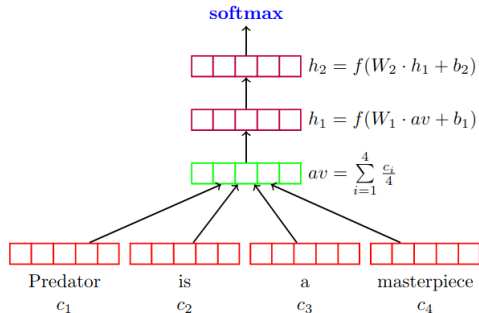 softmax
h₂ = f(W₂ · h₁ + b₂)
h₁ = f(W₁ · av + b₁)
av = ∑_{i=1}^{4} c_i/4
Predator is a masterpiece
c₁ c₂ c₃ c₄